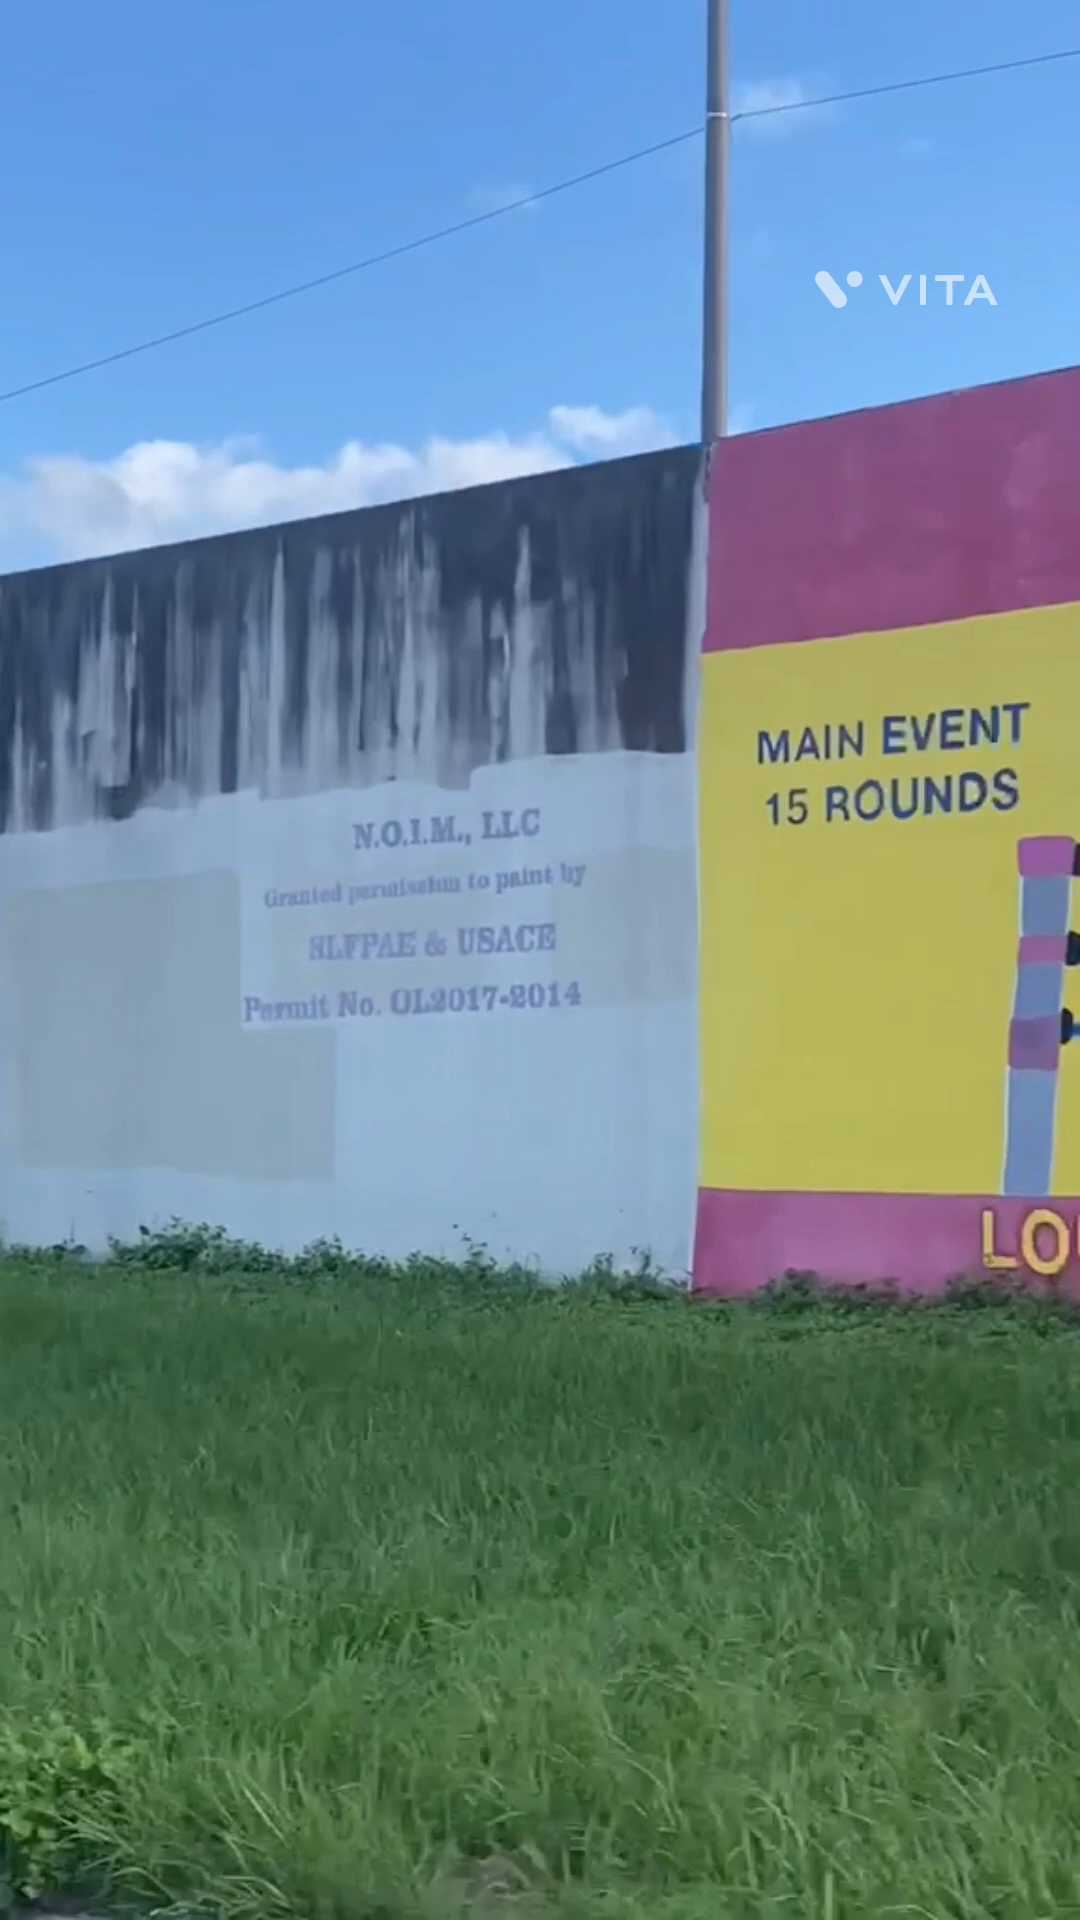 VITA
N.O.I.M., LLC
Granted permission to paint by
SLFPAE & USACE
Permit No. OL2017-2014
MAIN EVENT
15 ROUNDS